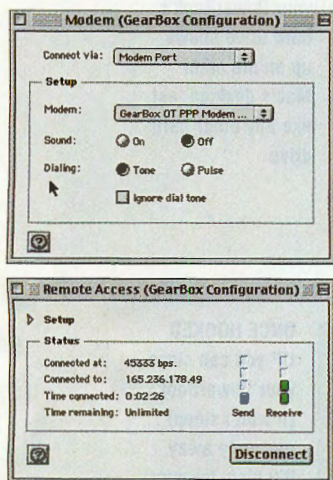 Modem (GearBox Configuration)
Connect via: Modem Port
Setup
Modem: GearBox OT PPP Modem ...
Sound: On Off
Dialing: Tone Pulse
Ignore dial tone
?
Remote Access (GearBox Configuration)
Setup
Status
Connected at: 45333 bps.
Connected to: 165.236.178.49
Time connected: 0:02:26
Time remaining: Unlimited Send Receive
? Disconnect